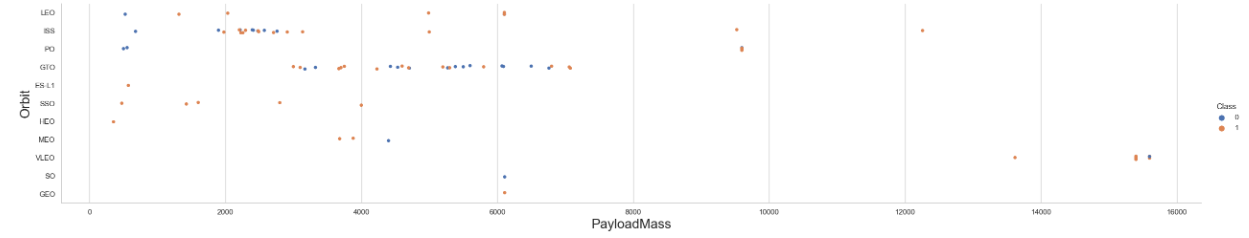 LEO
ISS
PO
GTO
ES-L1
SSO
HEO
MEO
VLEO
SO
GEO
Orbit
0 2000 4000 6000 8000 10000 12000 14000 16000
PayloadMass
Class
0
1